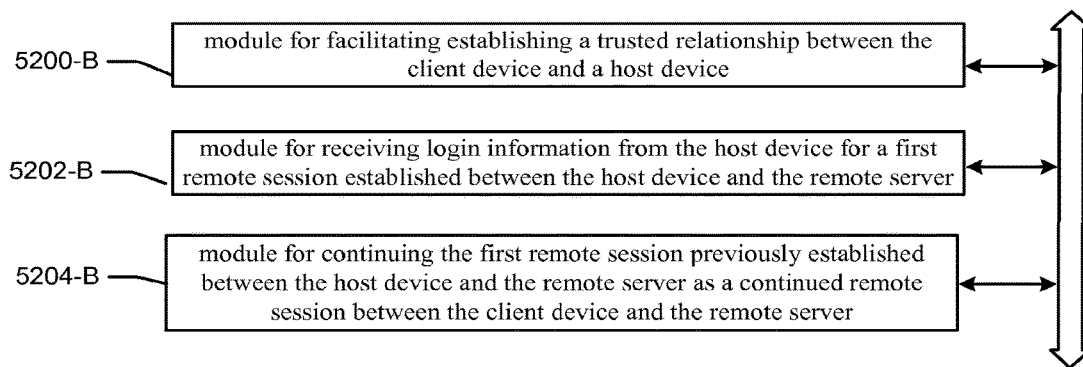 module for facilitating establishing a trusted relationship between the
5200-B
client device and a host device
module for receiving login information from the host device for a first
5202-B
remote session established between the host device and the remote server
module for continuing the first remote session previously established
5204-B
between the host device and the remote server as a continued remote
session between the client device and the remote server